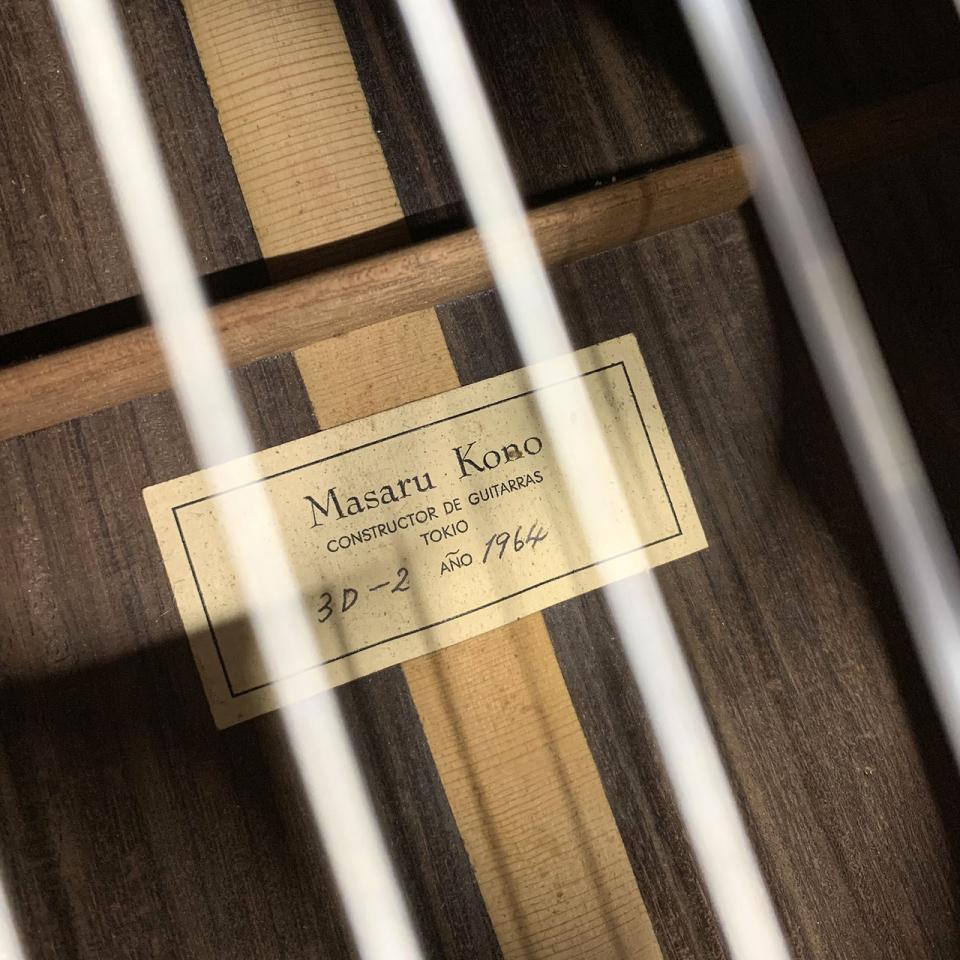 Masaru Kono
CONSTRUCTOR DE GUITARRAS
TOKIO
3D-2 AÑO 1964